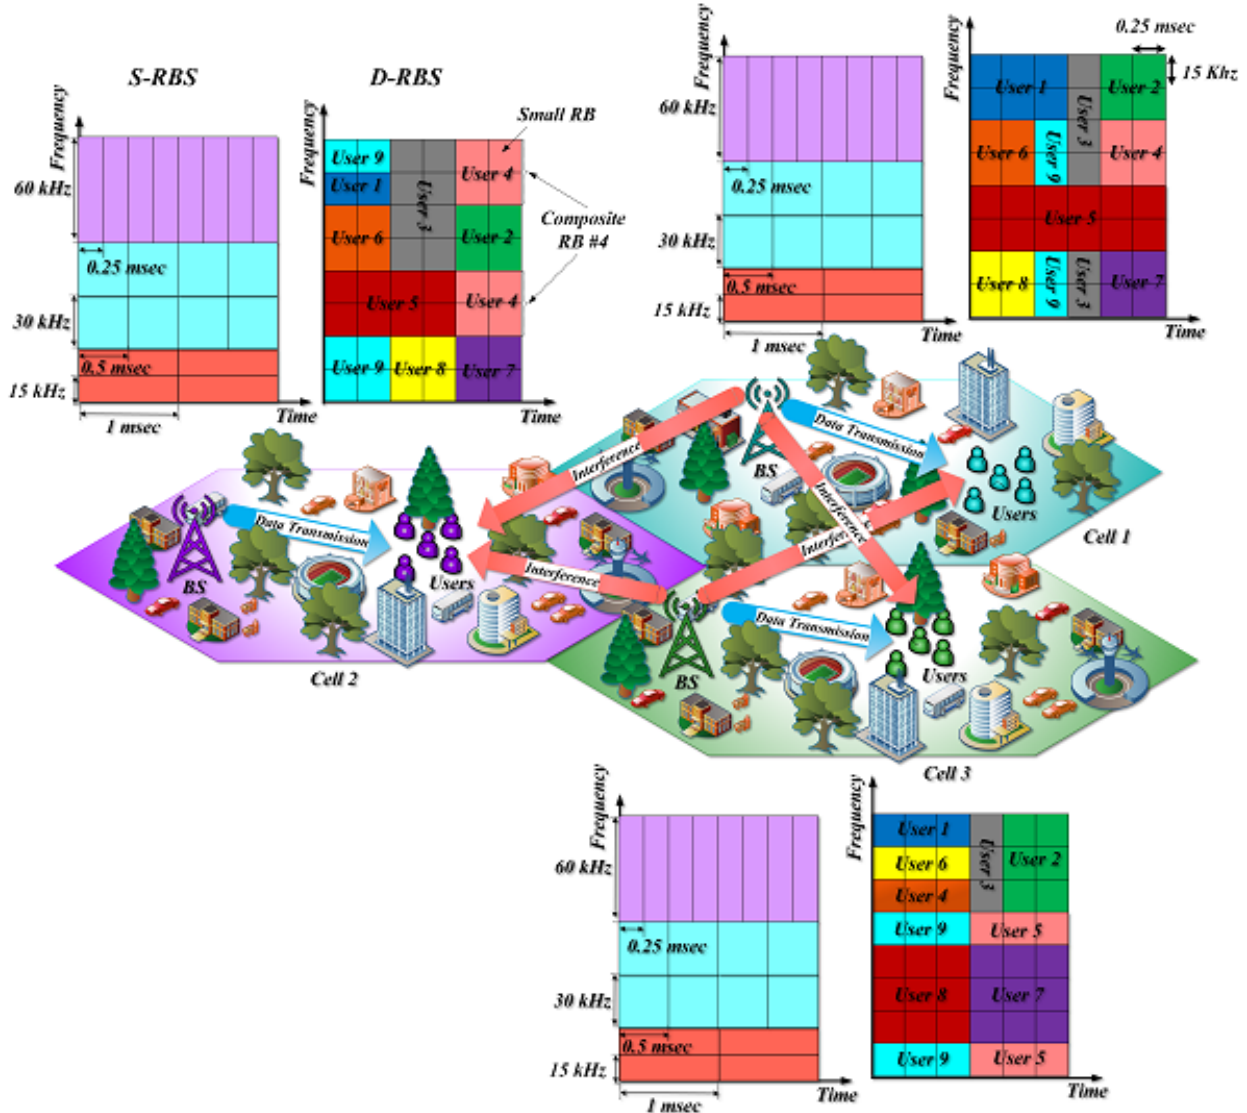 S-RBS
D-RBS
Frequency
60 kHz
0.25 msec
30 kHz
0.5 msec
15 kHz
1 msec
Time
Frequency
User 9
User 1
User 3
User 4
User 6
User 2
User 5
User 4
User 9
User 8
User 7
Time
Small RB
Composite
RB #4
Frequency
60 kHz
0.25 msec
30 kHz
0.5 msec
15 kHz
1 msec
Time
Frequency
0.25 msec
15 Khz
User 1
User 3
User 2
User 6
User 9
User 4
User 5
User 8
User 9
User 3
User 7
Time
BS
Data Transmission
Interference
Interference
Interfe
Users
Cell 1
BS
Data Transmission
Users
Interference
Cell 2
BS
Data Transmission
Users
Cell 3
Frequency
60 kHz
0.25 msec
30 kHz
0.5 msec
15 kHz
1 msec
Time
Frequency
User 1
User 3
User 2
User 6
User 4
User 9
User 5
User 8
User 7
User 9
User 5
Time